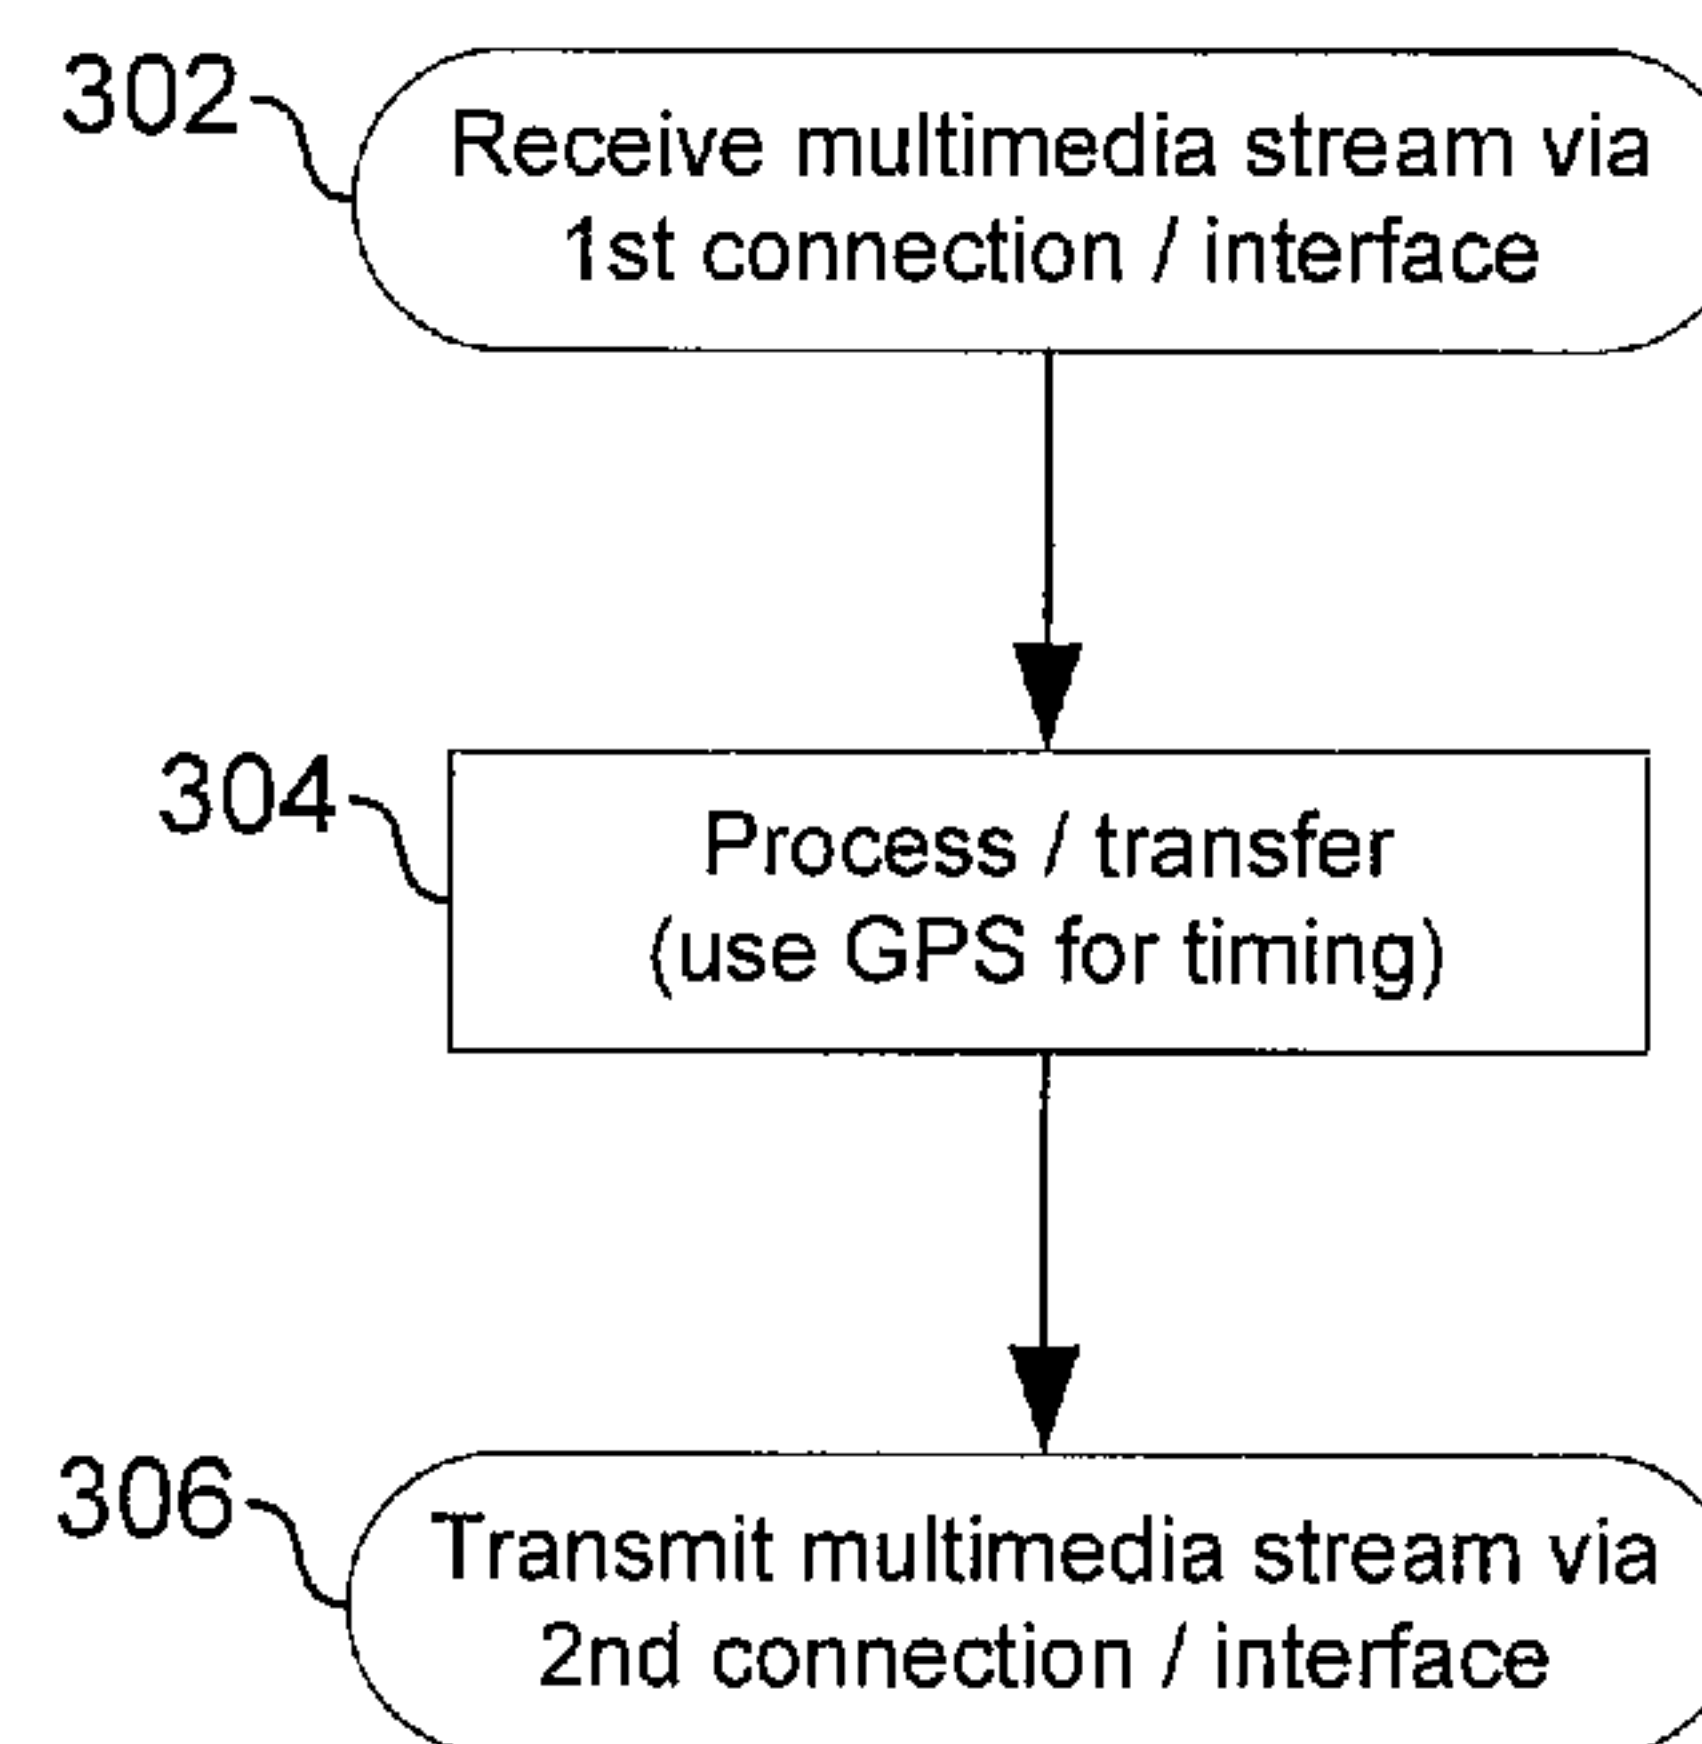 302
Receive multimedia stream via
1st connection / interface
304
Process / transfer
(use GPS for timing)
306
Transmit multimedia stream via
2nd connection / interface